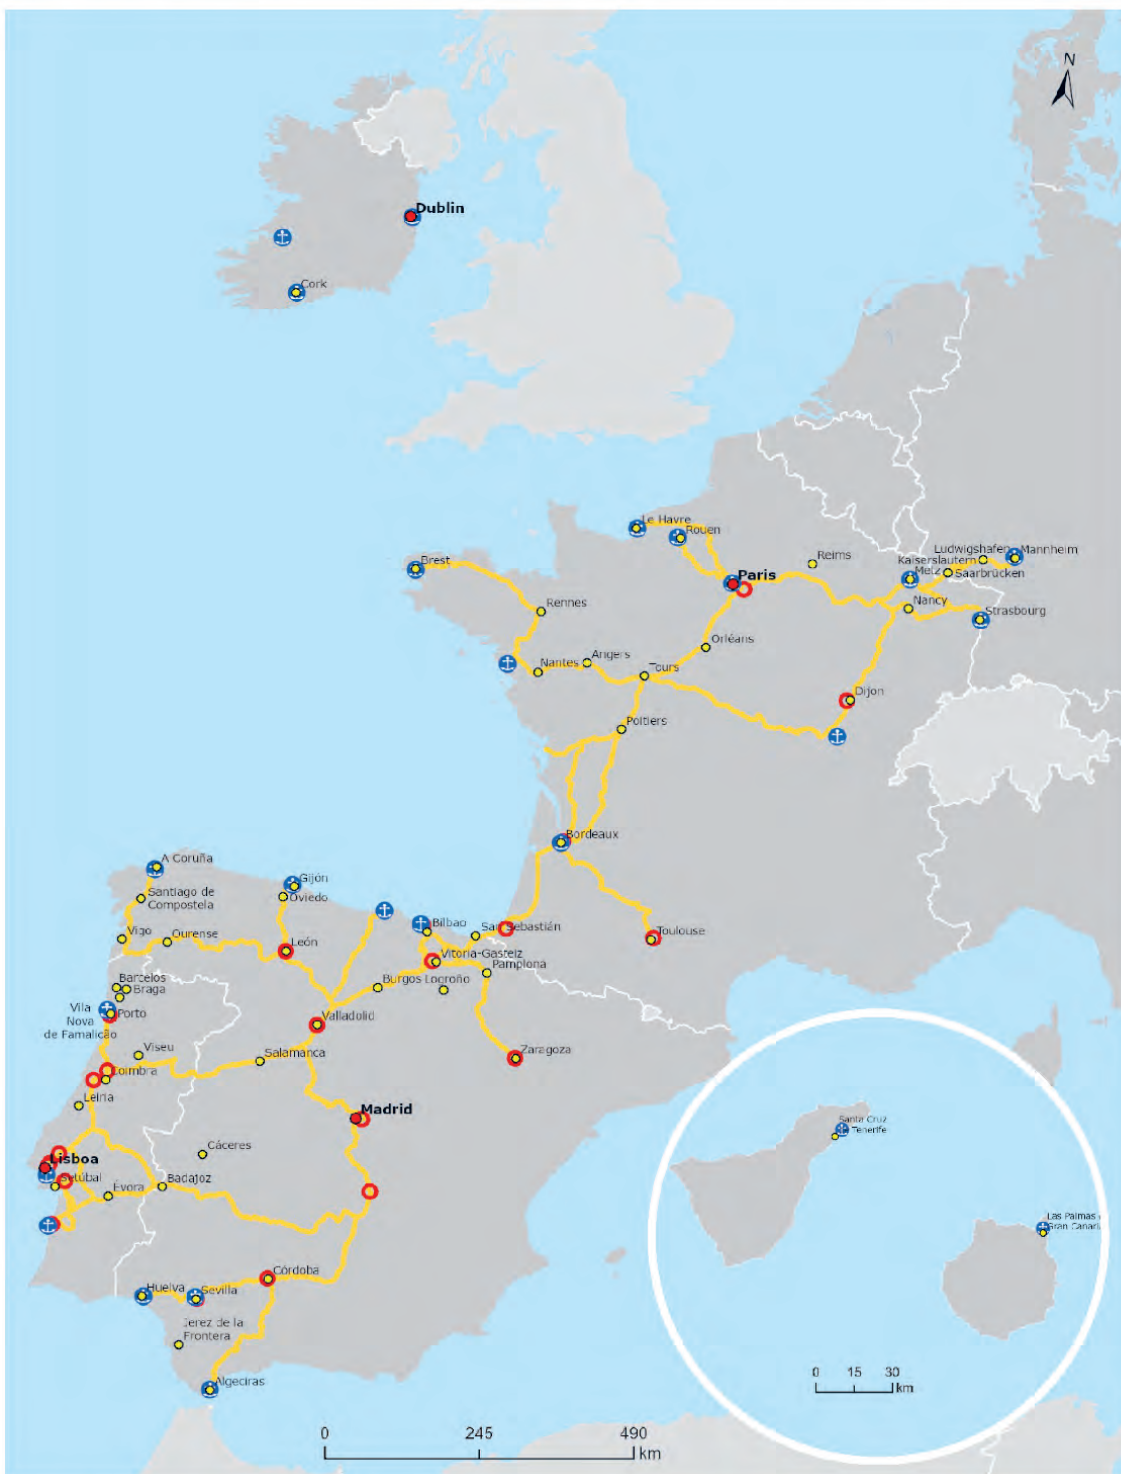 N
Dublin
Cork
Le Havre
Rouen
Brest
Paris
Reims
Ludwigshafen
Kaiserslautern
Mannheim
Metz
Saarbrücken
Rennes
Nancy
Strasbourg
Orléans
Nantes
Angers
Tours
Dijon
Poitiers
Bordeaux
A Coruña
Gijón
Oviedo
Santiago de
Compostela
Vigo
Ourense
León
Bilbao
San Sebastián
Toulouse
Vitoria-Gasteiz
Pamplona
Barcelos
Braga
Burgos
Logroño
Vila
Nova
de Famalicão
Porto
Valladolid
Viseu
Salamanca
Zaragoza
Coimbra
Leiria
Madrid
Cáceres
Lisboa
Setúbal
Évora
Badajoz
Santa Cruz
Tenerife
Las Palmas
Gran Canaria
Huelva
Sevilla
Córdoba
Jerez de la
Frontera
Algeciras
0 15 30
km
0 245 490
km